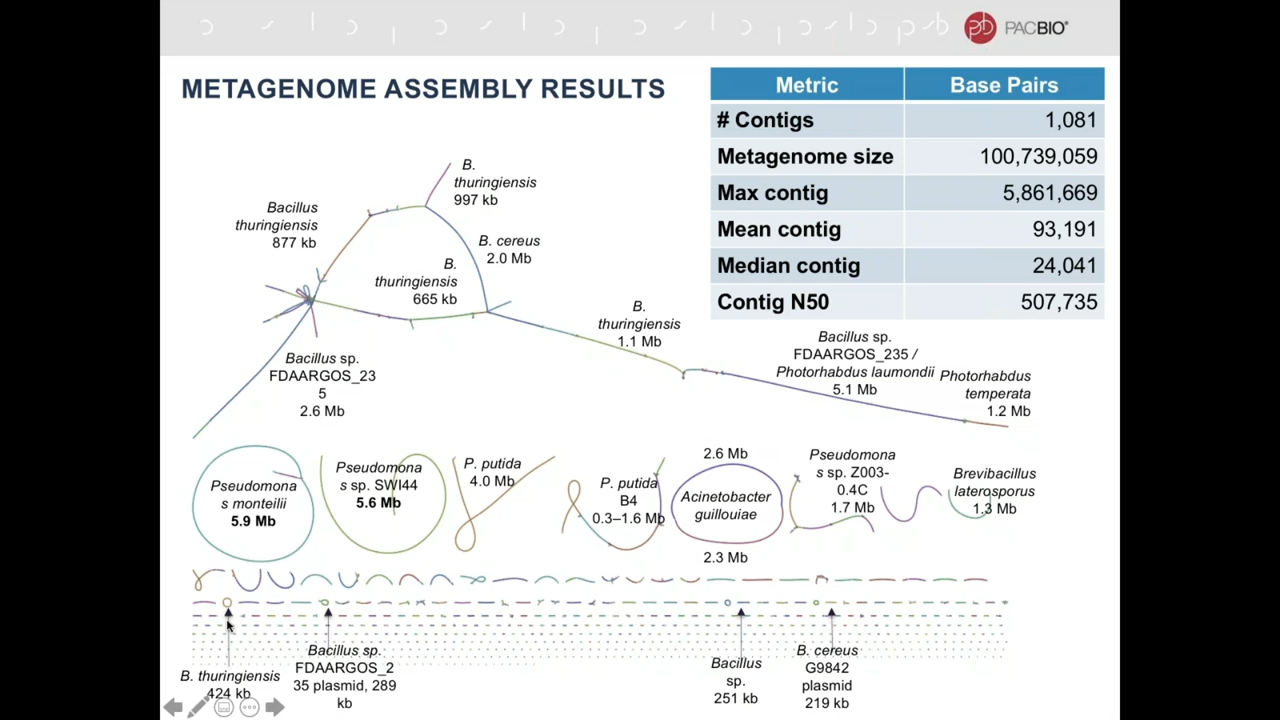 PACBIO®
METAGENOME ASSEMBLY RESULTS
Metric Base Pairs
# Contigs 1,081
Metagenome size 100,739,059
Max contig 5,861,669
Mean contig 93,191
Median contig 24,041
Contig N50 507,735
B.
thuringiensis
997 kb
Bacillus
thuringiensis
877 kb
B. cereus
2.0 Mb
B.
thuringiensis
665 kb
B.
thuringiensis
1.1 Mb
Bacillus sp.
FDAARGOS_235 /
Photorhabdus laumondii
5.1 Mb
Photorhabdus
temperata
1.2 Mb
Bacillus sp.
FDAARGOS_23
5
2.6 Mb
Pseudomona
s monteilii
5.9 Mb
Pseudomona
s sp. SWI44
5.6 Mb
P. putida
4.0 Mb
P. putida
B4
0.3–1.6 Mb
2.6 Mb
Acinetobacter
guillouiae
2.3 Mb
Pseudomona
s sp. Z003-
0.4C
1.7 Mb
Brevibacillus
laterosporus
1.3 Mb
B. thuringiensis
424 kb
Bacillus sp.
FDAARGOS_2
35 plasmid, 289
kb
Bacillus
sp.
251 kb
B. cereus
G9842
plasmid
219 kb